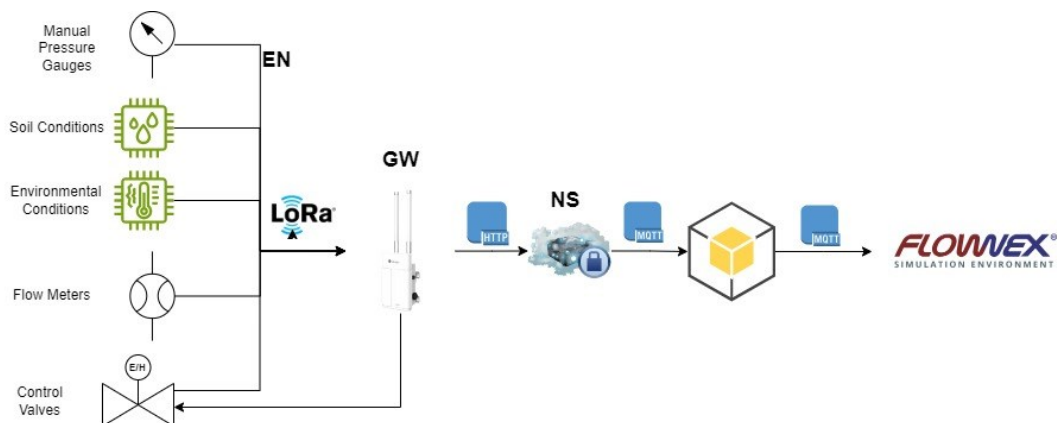 Manual
Pressure
Gauges
EN
Soil Conditions
Environmental
Conditions
LoRa®
GW
NS
HTTP
MQTT
MQTT
FLOWNEX®
SIMULATION ENVIRONMENT
Flow Meters
E/H
Control
Valves